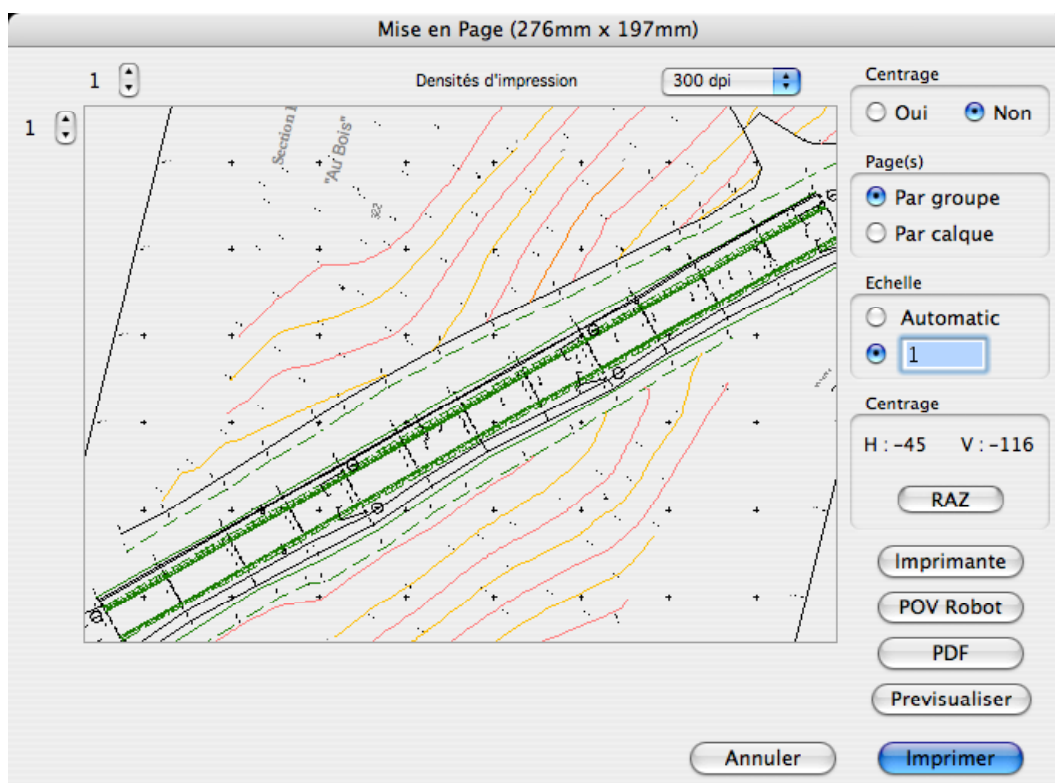 Mise en Page (276mm x 197mm)
1
Densités d'impression
300 dpi
1
Section
"Au Bois"
322
Centrage
Oui
Non
Page(s)
Par groupe
Par calque
Echelle
Automatic
1
Centrage
H : -45 V : -116
RAZ
Imprimante
POV Robot
PDF
Previsualiser
Annuler
Imprimer